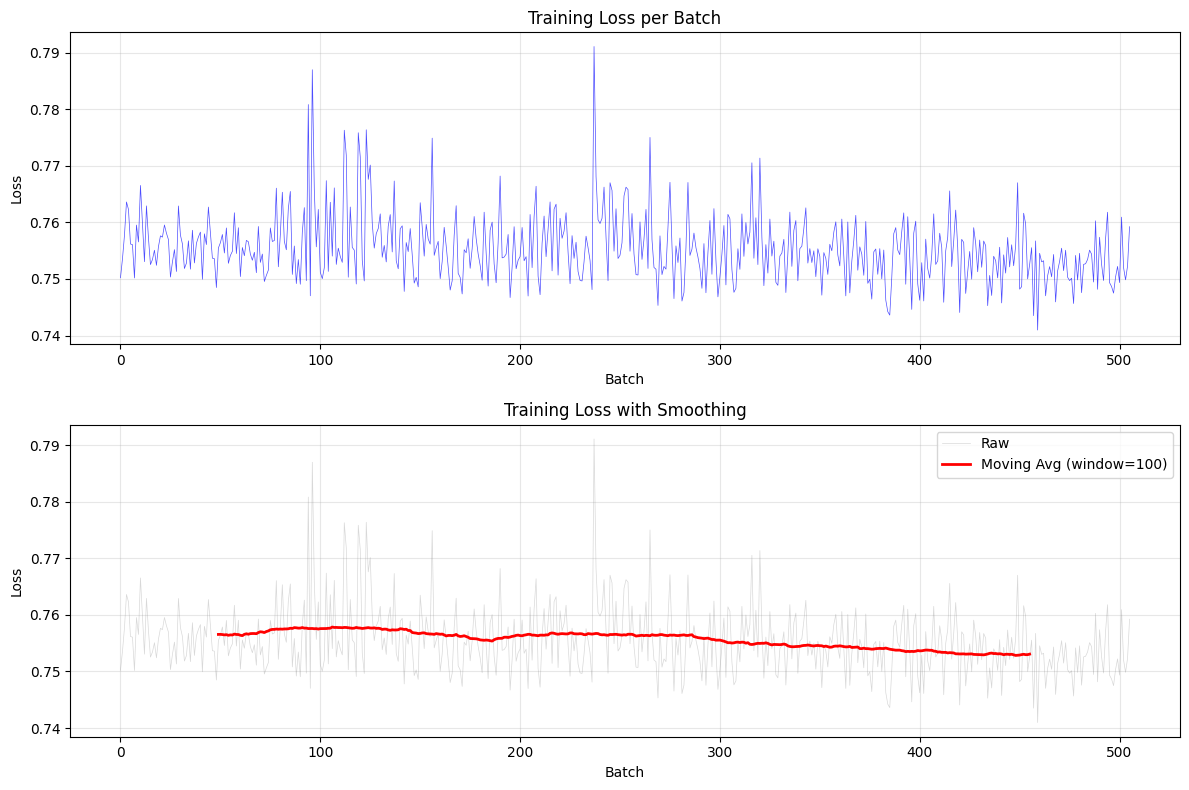 Training Loss per Batch
0.79
0.78
0.77
0.76
0.75
0.74
Loss
0 100 200 300 400 500
Batch
Training Loss with Smoothing
0.79
0.78
0.77
0.76
0.75
0.74
Loss
Raw
Moving Avg (window=100)
0 100 200 300 400 500
Batch